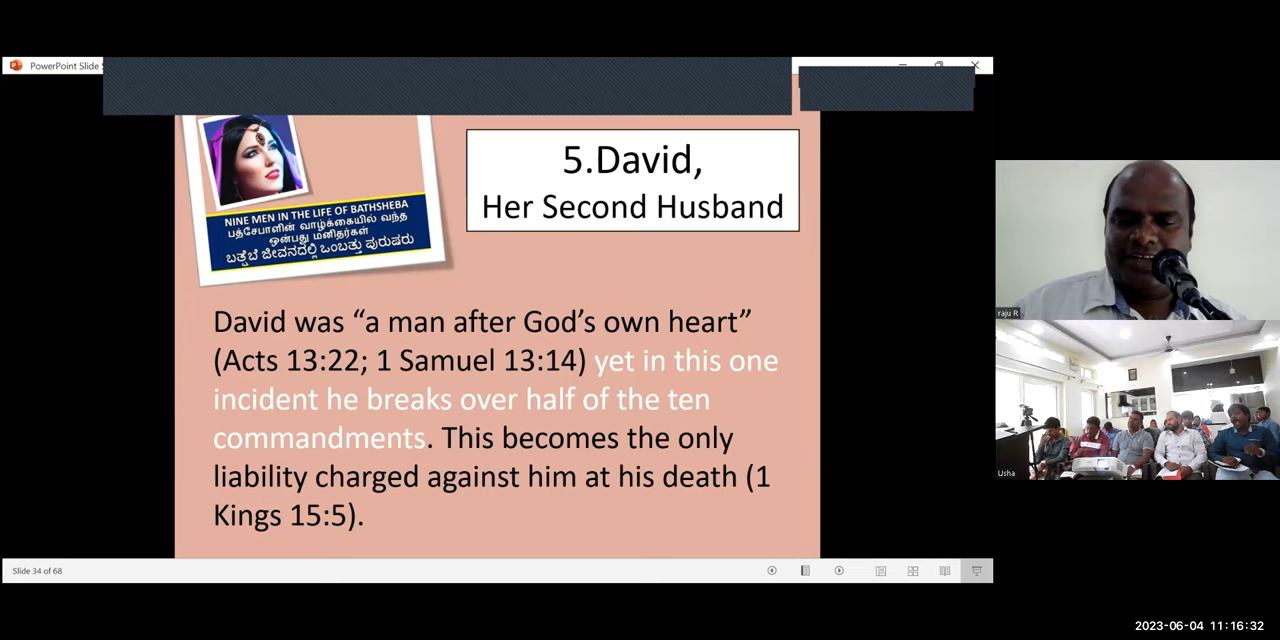 PowerPoint Slide S
NINE MEN IN THE LIFE OF BATHSHEBA
பத்சேபாளின் வாழ்க்கையில் வந்த
ஒன்பது மனிதர்கள்
ಬತ್ಷೆಬೆ ಜೀವನದಲ್ಲಿ ಒಂಬತ್ತು ಪುರುಷರು
5.David,
Her Second Husband
David was “a man after God’s own heart”
(Acts 13:22; 1 Samuel 13:14) yet in this one
incident he breaks over half of the ten
commandments. This becomes the only
liability charged against him at his death (1
Kings 15:5).
raju R
Usha
Slide 34 of 68
2023-06-04 11:16:32